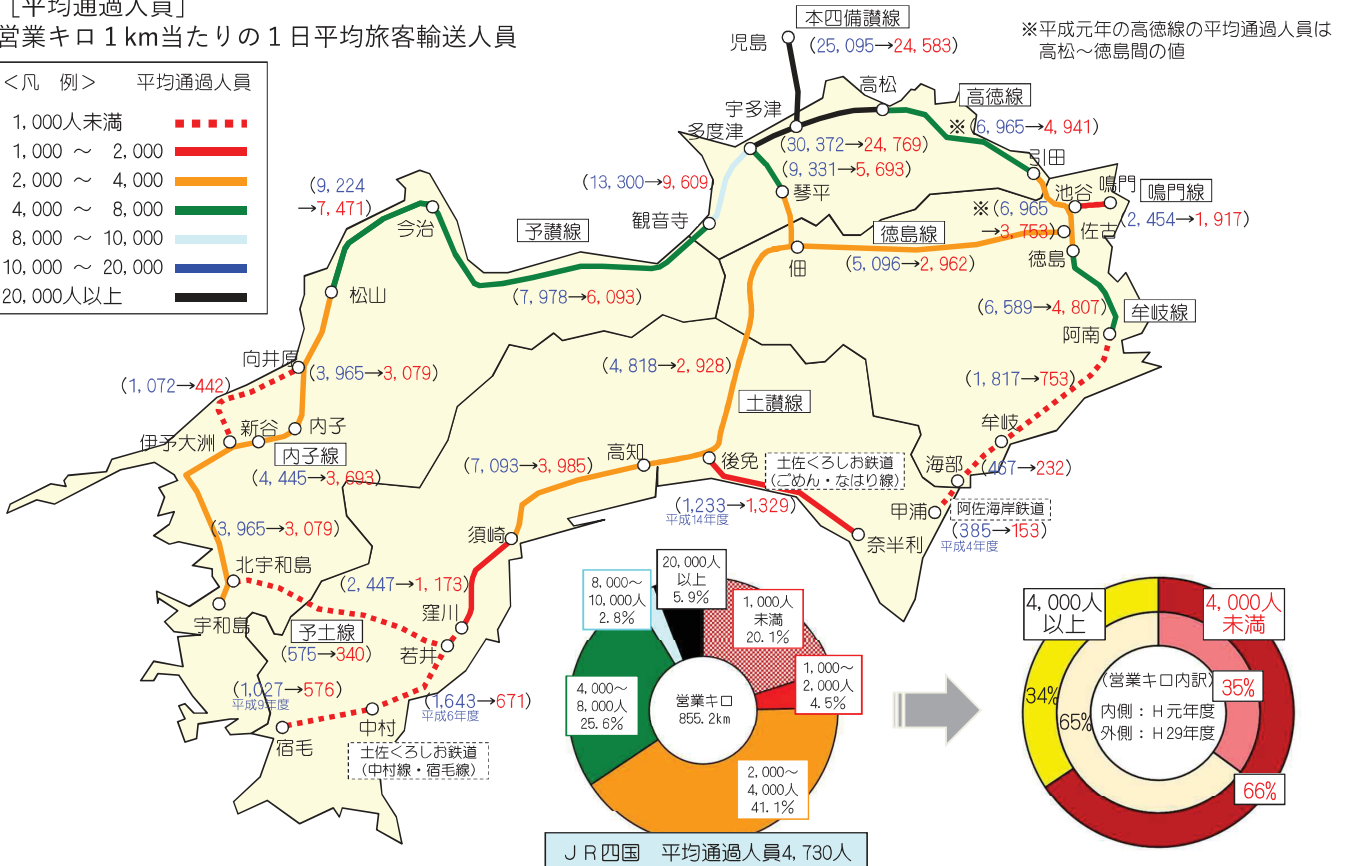 ［平均通過人員］
営業キロ１km当たりの１日平均旅客輸送人員
＜凡　例＞　平均通過人員
1,000人未満
1,000 ～ 2,000
2,000 ～ 4,000
4,000 ～ 8,000
8,000 ～ 10,000
10,000 ～ 20,000
20,000人以上
※平成元年の高徳線の平均通過人員は
高松～徳島間の値
本四備讃線
児島
(25,095→24,583)
高松
宇多津
多度津
高徳線
※(6,965→4,941)
(30,372→24,769)
(9,331→5,693)
引田
(13,300→9,609)
琴平
池谷
鳴門
鳴門線
(2,454→1,917)
(9,224
→7,471)
今治
観音寺
予讃線
※(6,965
→3,753)
佐古
徳島線
徳島
佃
(5,096→2,962)
(7,978→6,093)
松山
(6,589→4,807)
牟岐線
阿南
向井原
(3,965→3,079)
(4,818→2,928)
(1,072→442)
(1,817→753)
土讃線
伊予大洲
新谷
内子
内子線
(4,445→3,693)
牟岐
高知
後免
(7,093→3,985)
土佐くろしお鉄道
(ごめん・なはり線)
海部
(467→232)
(1,233→1,329)
平成14年度
甲浦
阿佐海岸鉄道
(385→153)
平成4年度
須崎
奈半利
(3,965→3,079)
北宇和島
宇和島
(2,447→1,173)
窪川
予土線
(575→340)
若井
(1,027→576)
平成9年度
(1,643→671)
平成6年度
中村
宿毛
土佐くろしお鉄道
(中村線・宿毛線)
20,000人
以上
5.9%
8,000～
10,000人
2.8%
1,000人
未満
20.1%
1,000～
2,000人
4.5%
4,000～
8,000人
25.6%
営業キロ
855.2km
2,000～
4,000人
41.1%
ＪＲ四国　平均通過人員4,730人
4,000人
以上
4,000人
未満
34%
65%
35%
66%
(営業キロ内訳)
内側：Ｈ元年度
外側：Ｈ29年度